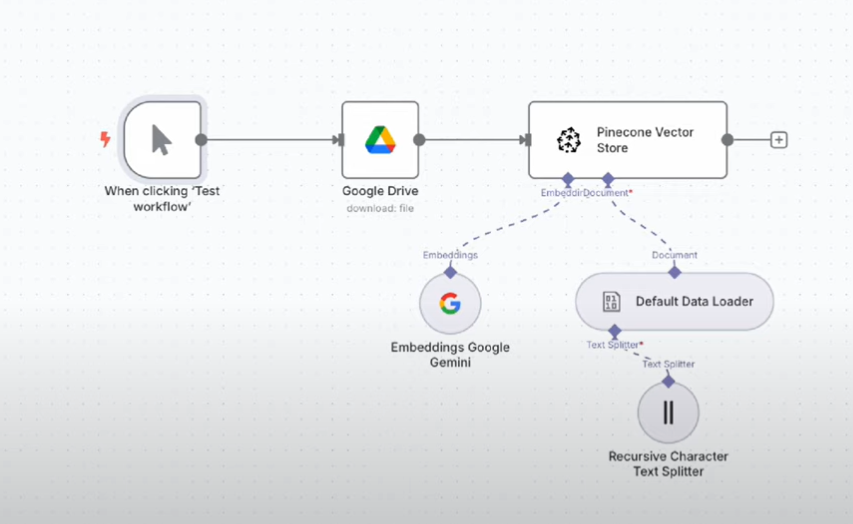 When clicking ‘Test
workflow’
Google Drive
download: file
Pinecone Vector
Store
Document*
Embeddings
Document
Embeddings Google
Gemini
Default Data Loader
Text Splitter*
Text Splitter
Recursive Character
Text Splitter